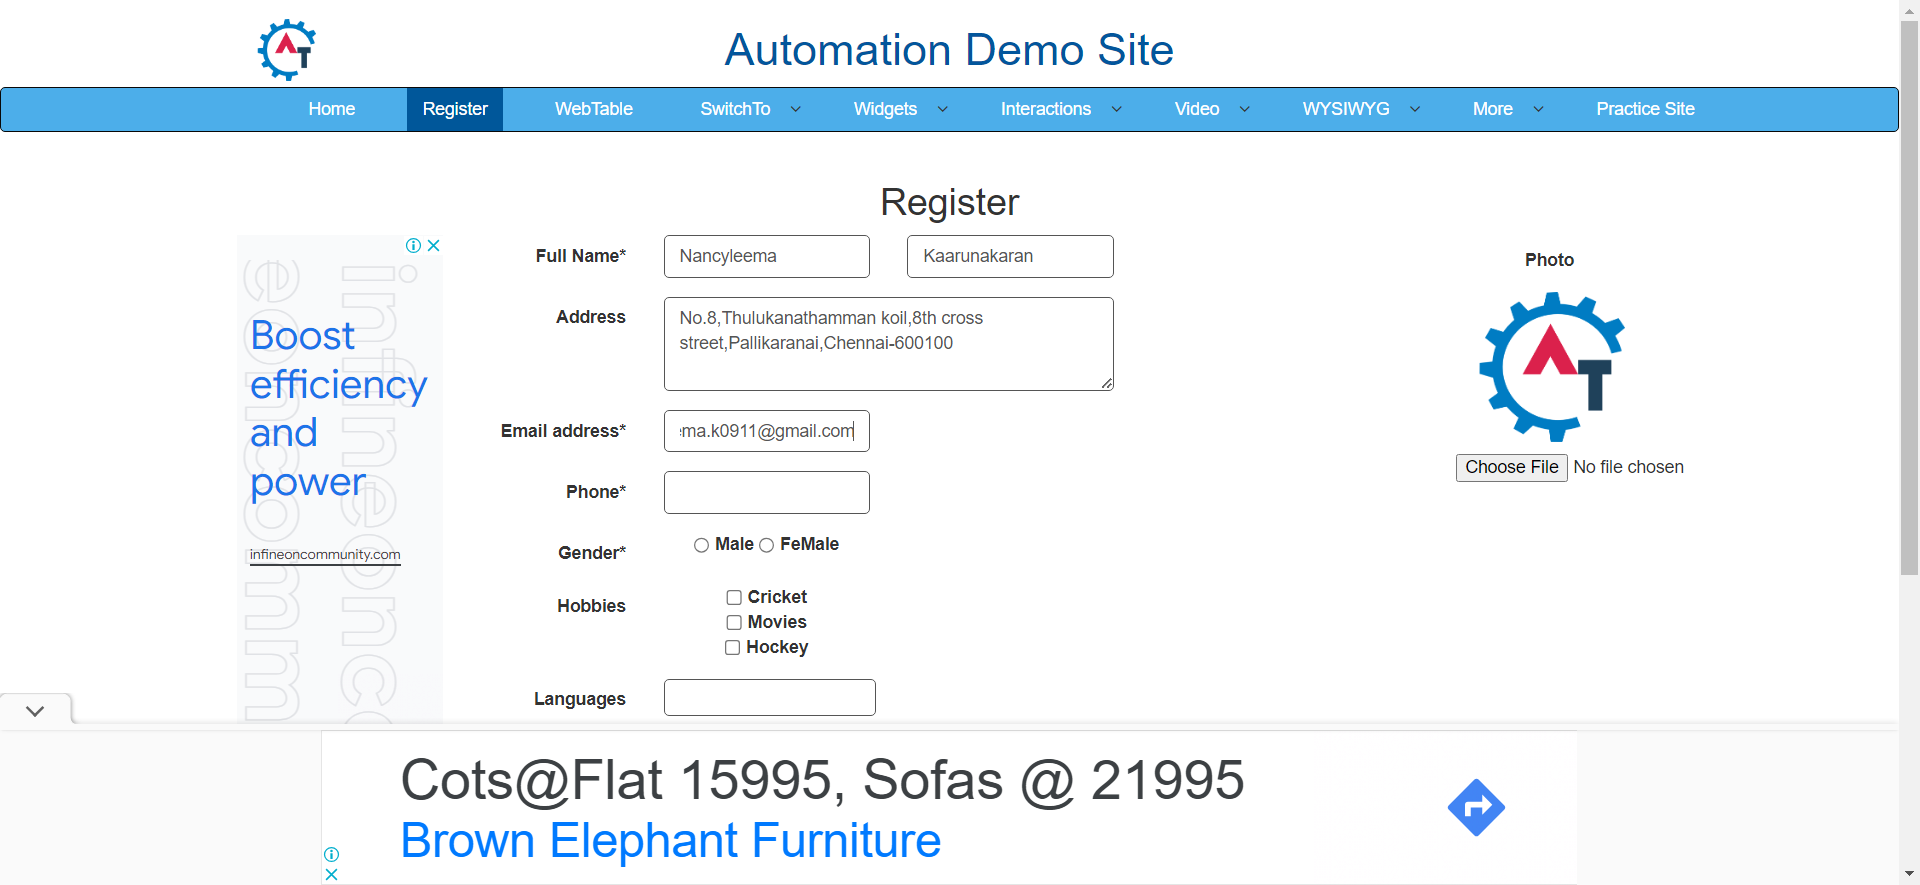 AT
Automation Demo Site
Home Register WebTable SwitchTo Widgets Interactions Video WYSIWYG More Practice Site
Register
Full Name* Nancyleema Kaarunakaran
Address No.8,Thulukanathamman koil,8th cross
street,Pallikaranai,Chennai-600100
Email address* ema.k0911@gmail.com
Phone*
Gender* Male FeMale
Hobbies Cricket
Movies
Hockey
Languages
Photo
AT
Choose File No file chosen
Boost
efficiency
and
power
infineoncommunity.com
Cots@Flat 15995, Sofas @ 21995
Brown Elephant Furniture